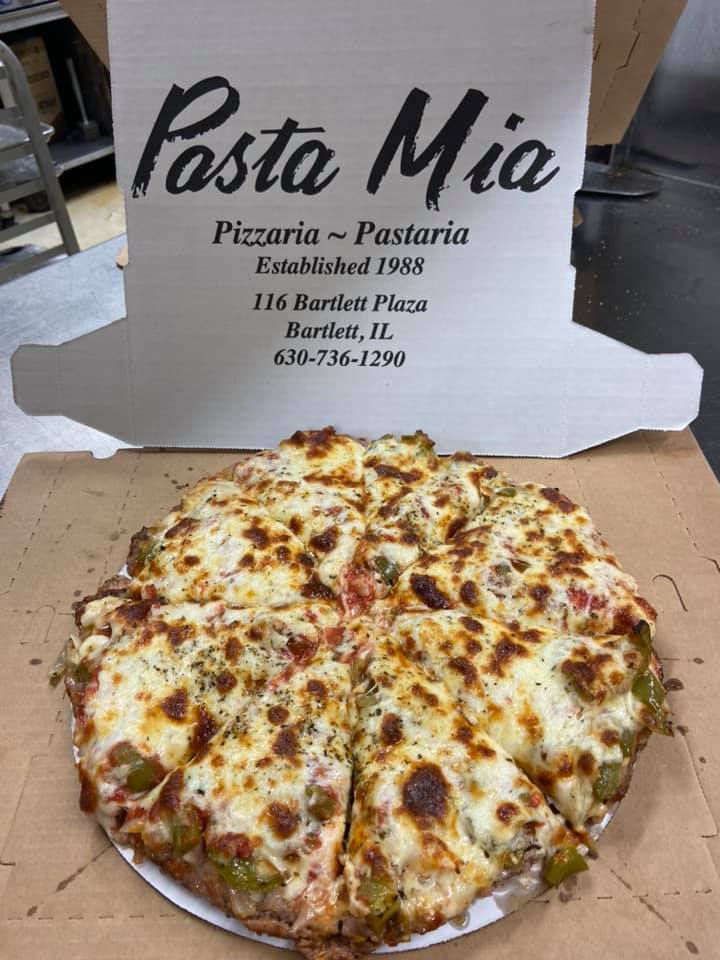 Pasta Mia
Pizzaria ~ Pastaria
Established 1988
116 Bartlett Plaza
Bartlett, IL
630-736-1290